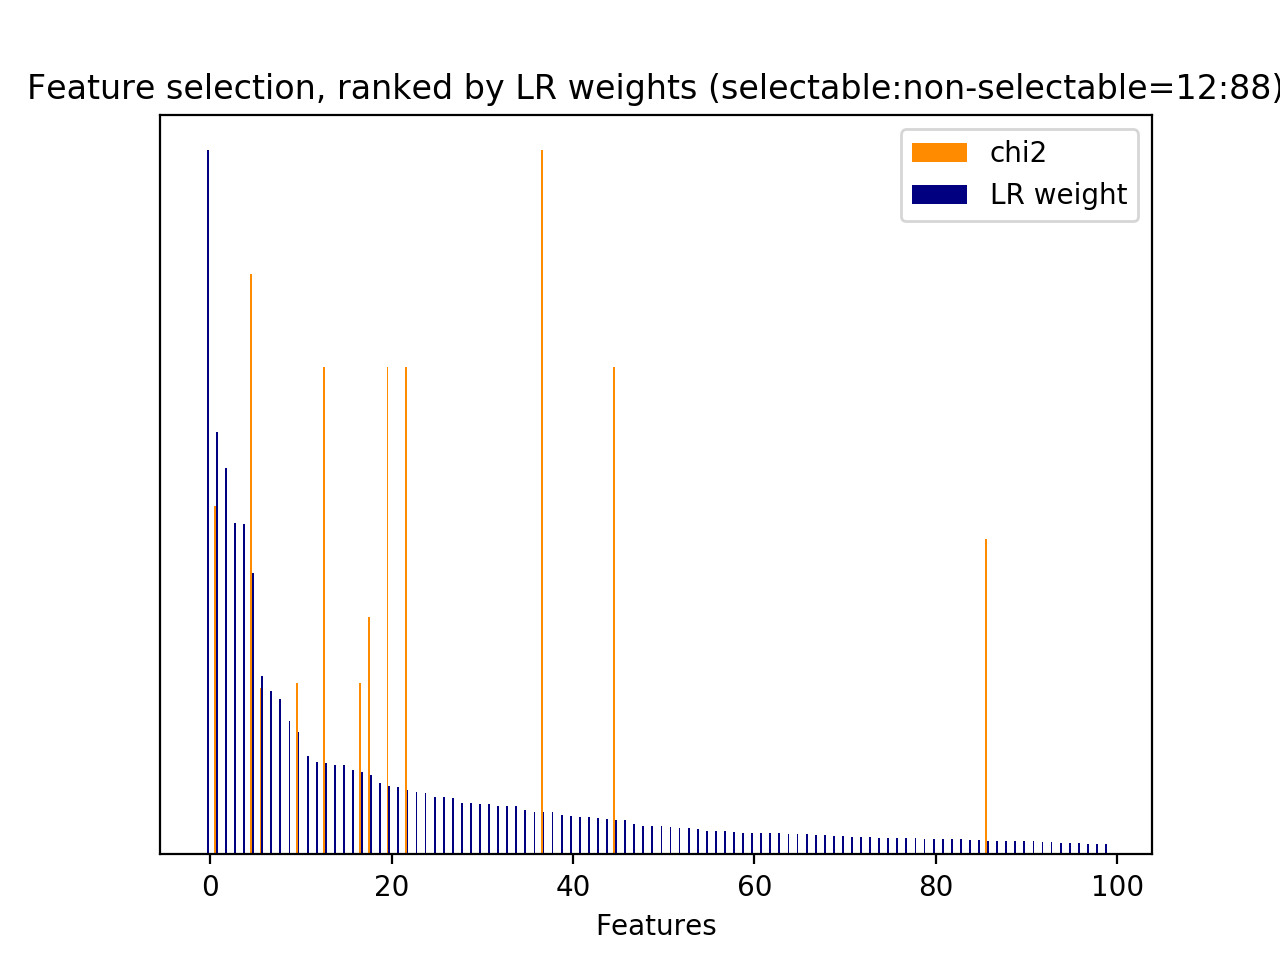 Feature selection, ranked by LR weights (selectable:non-selectable=12:88)
chi2
LR weight
0 20 40 60 80 100
Features